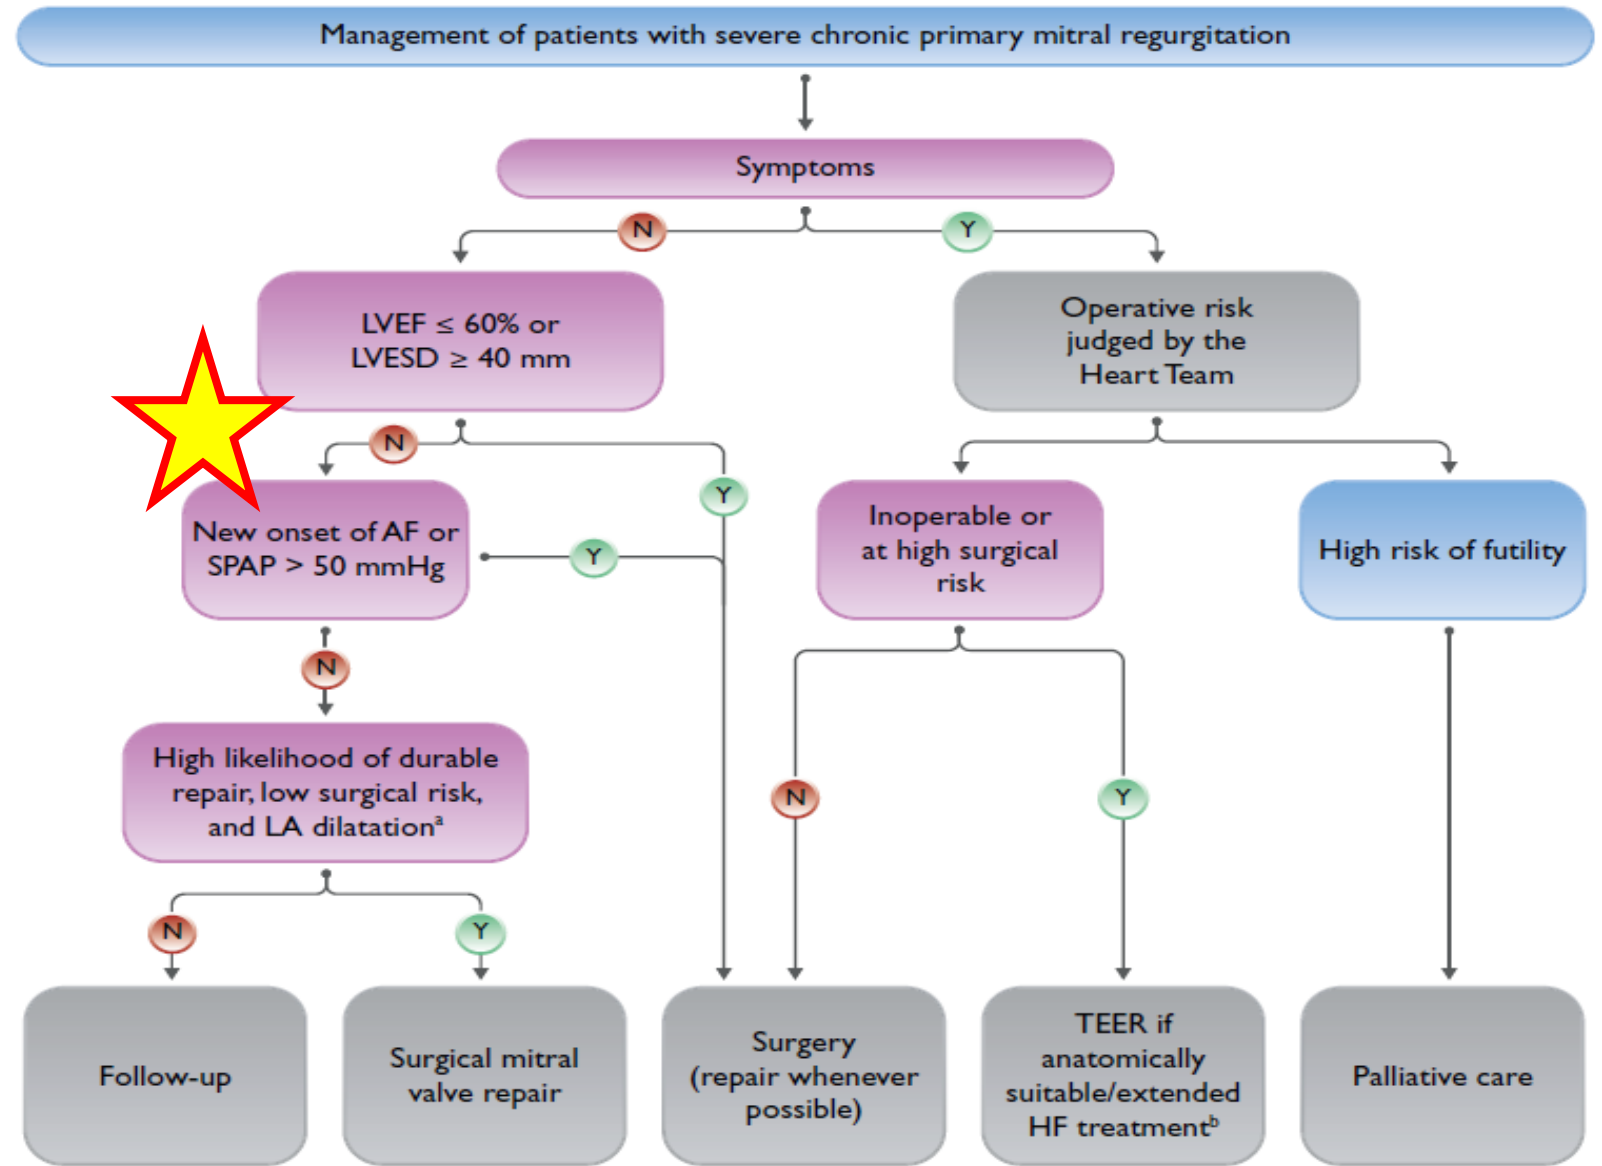 Management of patients with severe chronic primary mitral regurgitation
Symptoms
N
Y
LVEF ≤ 60% or
LVESD ≥ 40 mm
Operative risk
judged by the
Heart Team
N
Y
New onset of AF or
SPAP > 50 mmHg
Y
Inoperable or
at high surgical
risk
High risk of futility
N
High likelihood of durable
repair, low surgical risk,
and LA dilatationᵃ
N
Y
N
Y
Follow-up
Surgical mitral
valve repair
Surgery
(repair whenever
possible)
TEER if
anatomically
suitable/extended
HF treatmentᵇ
Palliative care